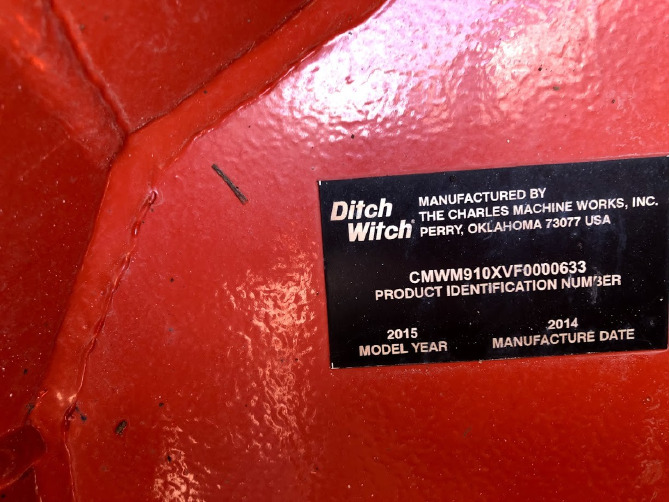 Ditch
Witch®
MANUFACTURED BY
THE CHARLES MACHINE WORKS, INC.
PERRY, OKLAHOMA 73077 USA
CMWM910XVF0000633
PRODUCT IDENTIFICATION NUMBER
2015
MODEL YEAR
2014
MANUFACTURE DATE